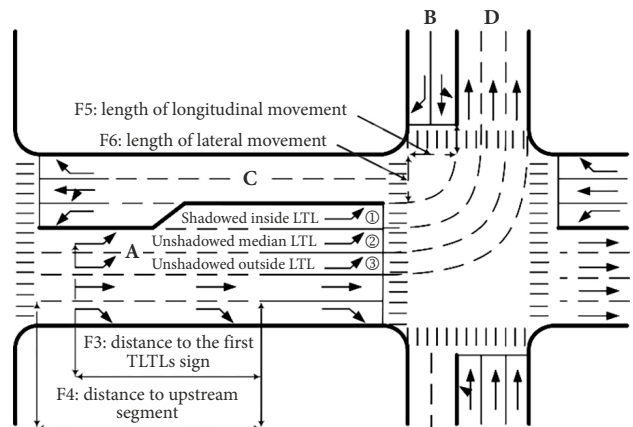 B
D
F5: length of longitudinal movement
F6: length of lateral movement
C
Shadowed inside LTL ①
A
Unshadowed median LTL ②
Unshadowed outside LTL ③
F3: distance to the first
TLTLs sign
F4: distance to upstream
segment